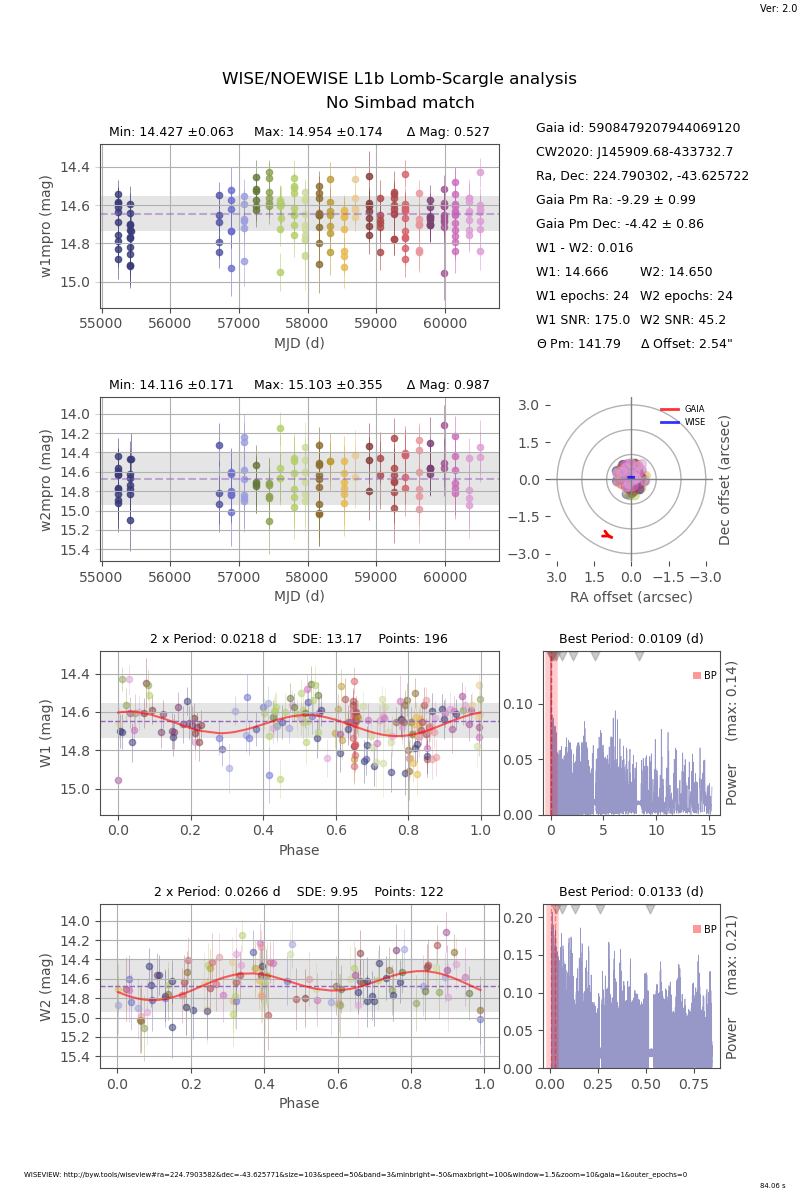 Ver: 2.0
WISE/NOEWISE L1b Lomb-Scargle analysis
No Simbad match
Min: 14.427 ±0.063 Max: 14.954 ±0.174 Δ Mag: 0.527
14.4
14.6
14.8
15.0
w1mpro (mag)
55000 56000 57000 58000 59000 60000
MJD (d)
Gaia id: 5908479207944069120
CW2020: J145909.68-433732.7
Ra, Dec: 224.790302, -43.625722
Gaia Pm Ra: -9.29 ± 0.99
Gaia Pm Dec: -4.42 ± 0.86
W1 - W2: 0.016
W1: 14.666 W2: 14.650
W1 epochs: 24 W2 epochs: 24
W1 SNR: 175.0 W2 SNR: 45.2
Θ Pm: 141.79 Δ Offset: 2.54"
Min: 14.116 ±0.171 Max: 15.103 ±0.355 Δ Mag: 0.987
14.0
14.2
14.4
14.6
14.8
15.0
15.2
15.4
w2mpro (mag)
55000 56000 57000 58000 59000 60000
MJD (d)
GAIA
WISE
3.0
1.5
0.0
−1.5
−3.0
Dec offset (arcsec)
3.0 1.5 0.0 −1.5 −3.0
RA offset (arcsec)
2 x Period: 0.0218 d SDE: 13.17 Points: 196
14.4
14.6
14.8
15.0
W1 (mag)
0.0 0.2 0.4 0.6 0.8 1.0
Phase
Best Period: 0.0109 (d)
BP
0.10
0.05
0.00
Power (max: 0.14)
0 5 10 15
2 x Period: 0.0266 d SDE: 9.95 Points: 122
14.0
14.2
14.4
14.6
14.8
15.0
15.2
15.4
W2 (mag)
0.0 0.2 0.4 0.6 0.8 1.0
Phase
Best Period: 0.0133 (d)
BP
0.20
0.15
0.10
0.05
0.00
Power (max: 0.21)
0.00 0.25 0.50 0.75
WISEVIEW: http://byw.tools/wiseview#ra=224.7903582&dec=-43.625771&size=103&speed=50&band=3&minbright=-50&maxbright=100&window=1.5&zoom=10&gaia=1&outer_epochs=0
84.06 s